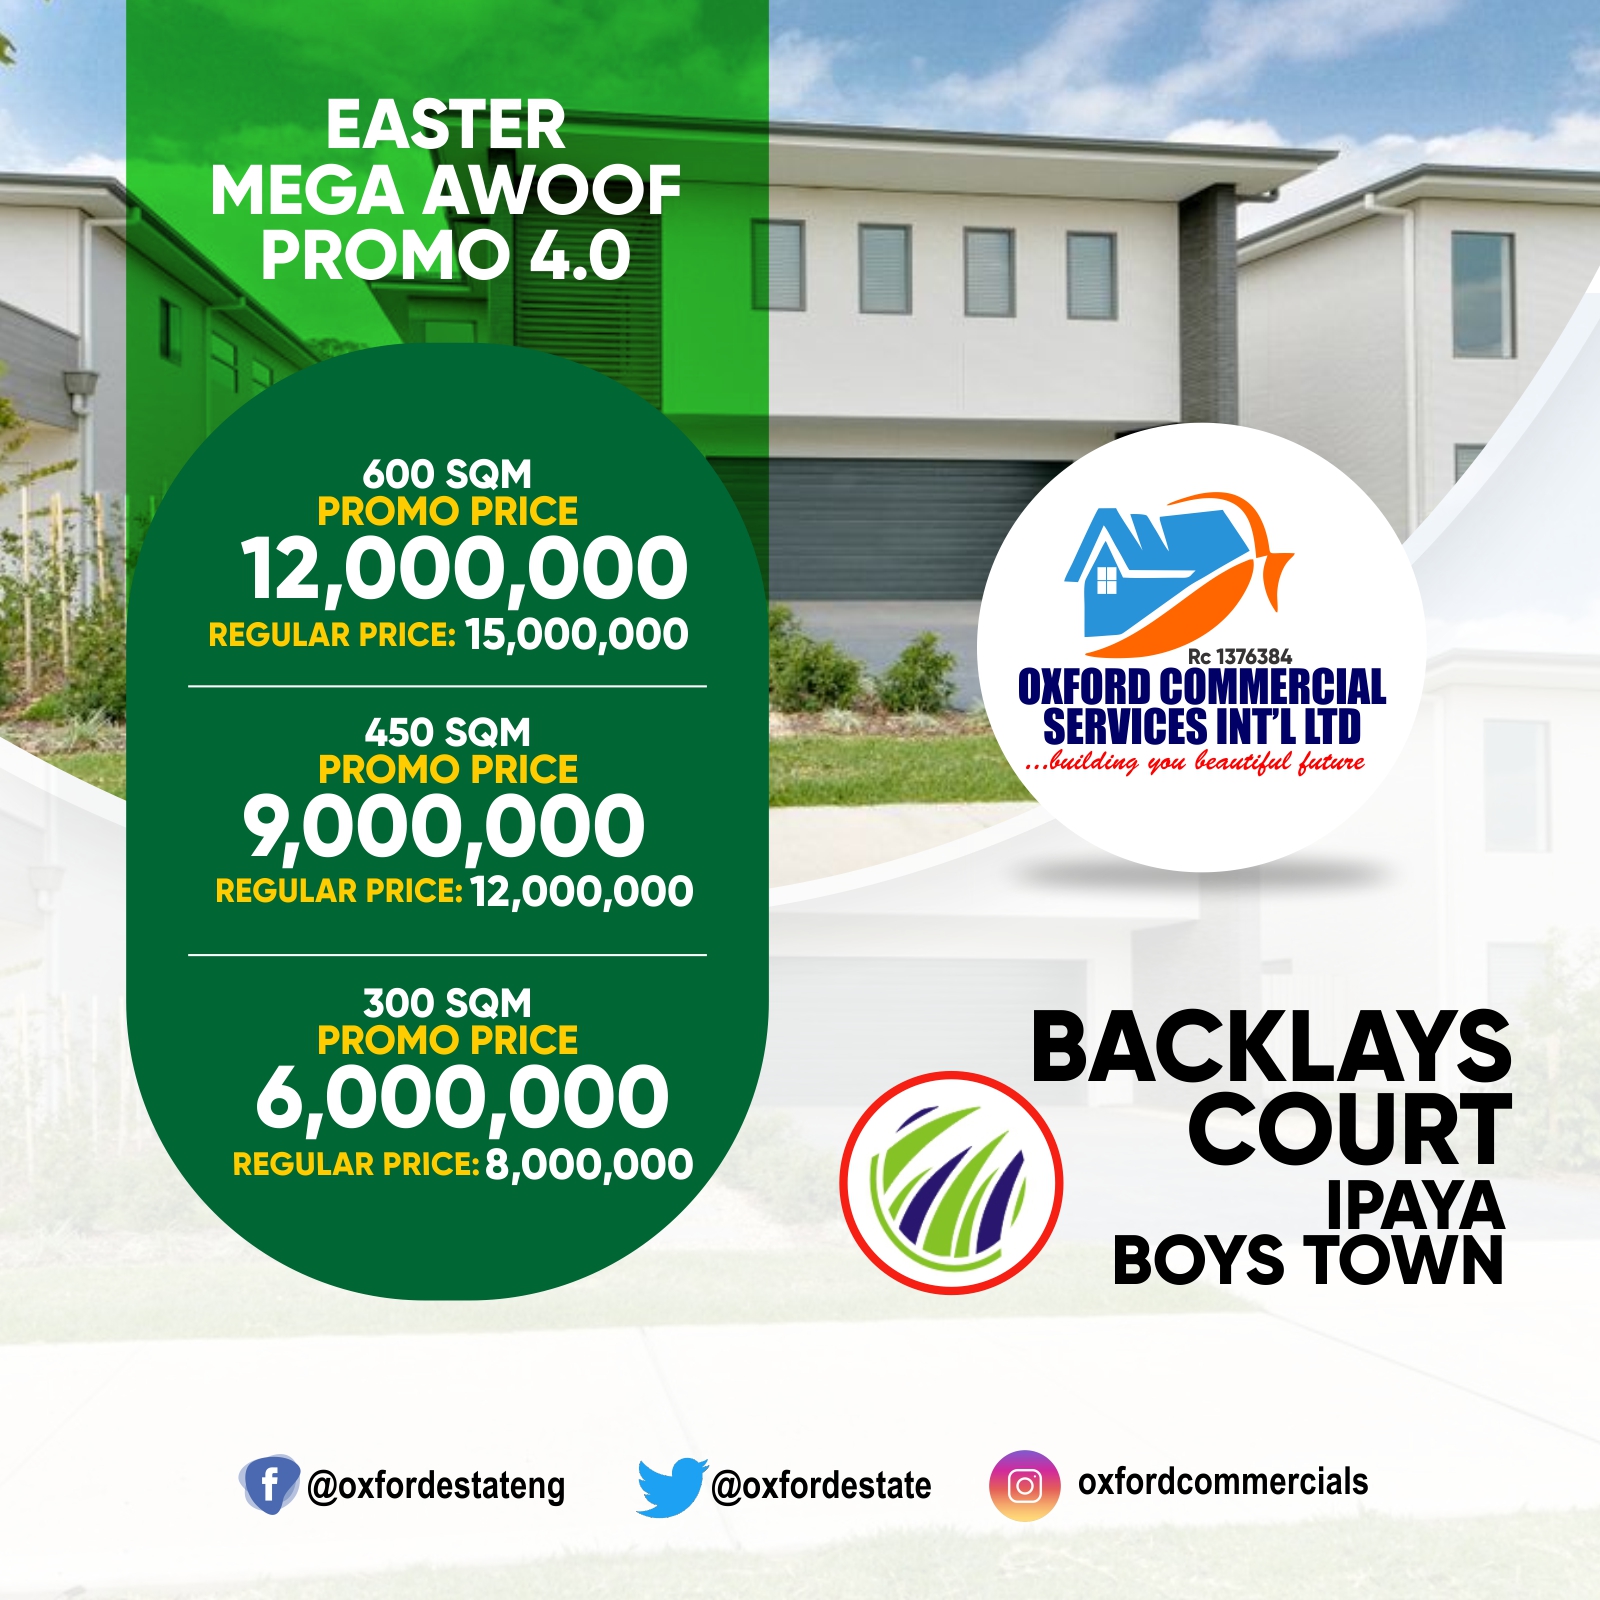 EASTER
MEGA AWOOF
PROMO 4.0
600 SQM
PROMO PRICE
12,000,000
REGULAR PRICE: 15,000,000
450 SQM
PROMO PRICE
9,000,000
REGULAR PRICE: 12,000,000
300 SQM
PROMO PRICE
6,000,000
REGULAR PRICE: 8,000,000
Rc 1376384
OXFORD COMMERCIAL
SERVICES INT'L LTD
...building you beautiful future
BACKLAYS
COURT
IPAYA
BOYS TOWN
@oxfordestateng
@oxfordestate
oxfordcommercials